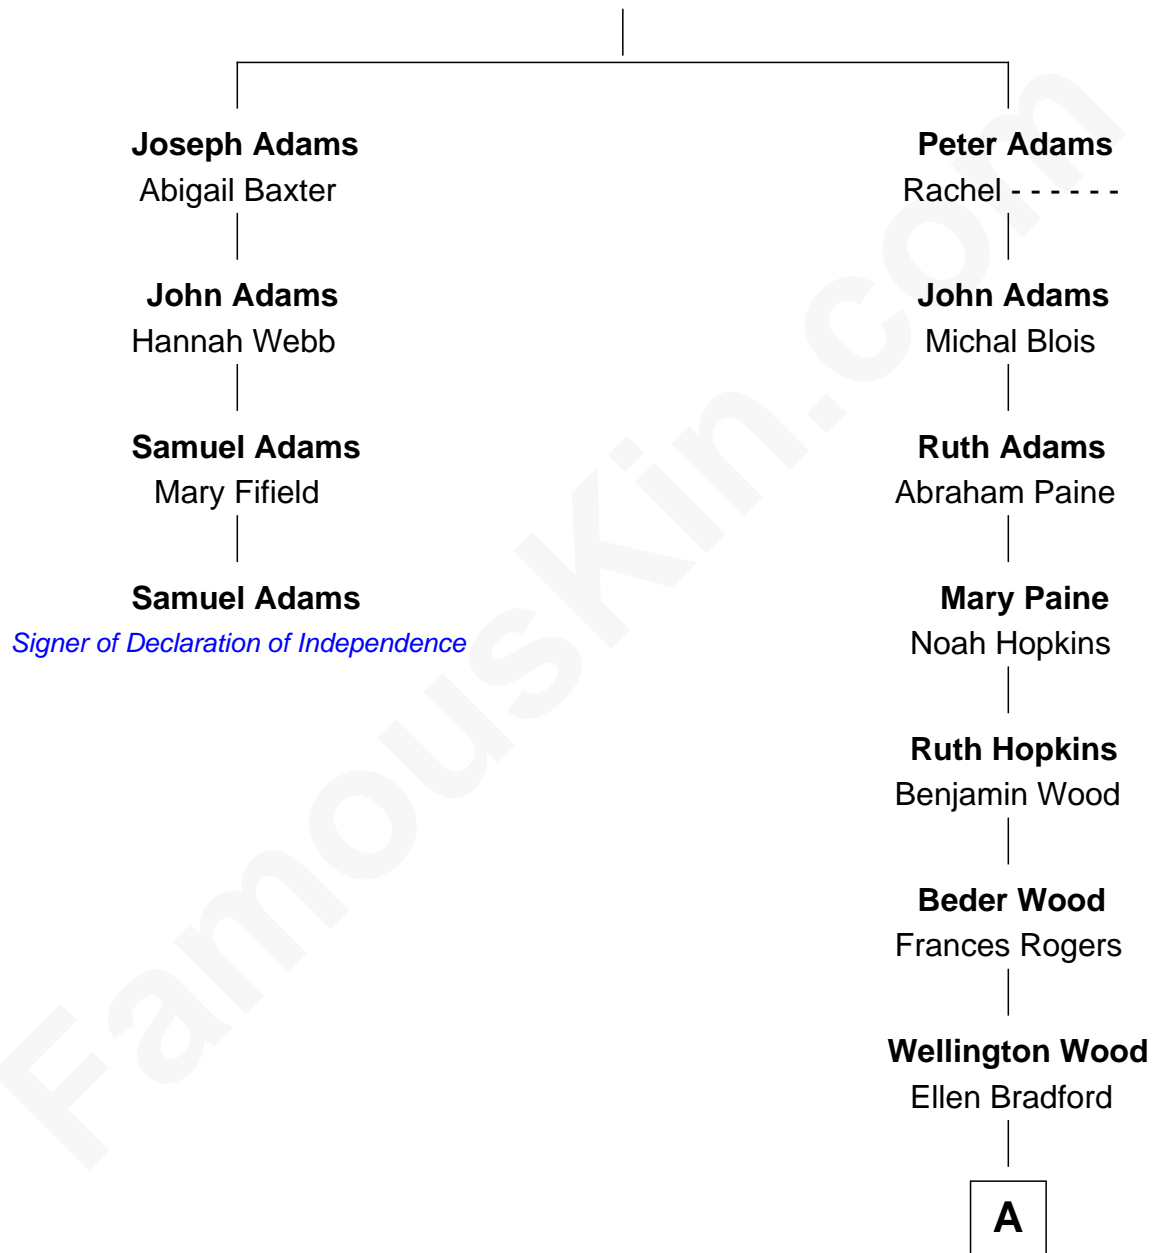 Joseph Adams
Abigail Baxter
John Adams
Hannah Webb
Samuel Adams
Mary Fifield
Samuel Adams
Signer of Declaration of Independence
Peter Adams
Rachel - - - - - -
John Adams
Michal Blois
Ruth Adams
Abraham Paine
Mary Paine
Noah Hopkins
Ruth Hopkins
Benjamin Wood
Beder Wood
Frances Rogers
Wellington Wood
Ellen Bradford
A
FamousKin.com